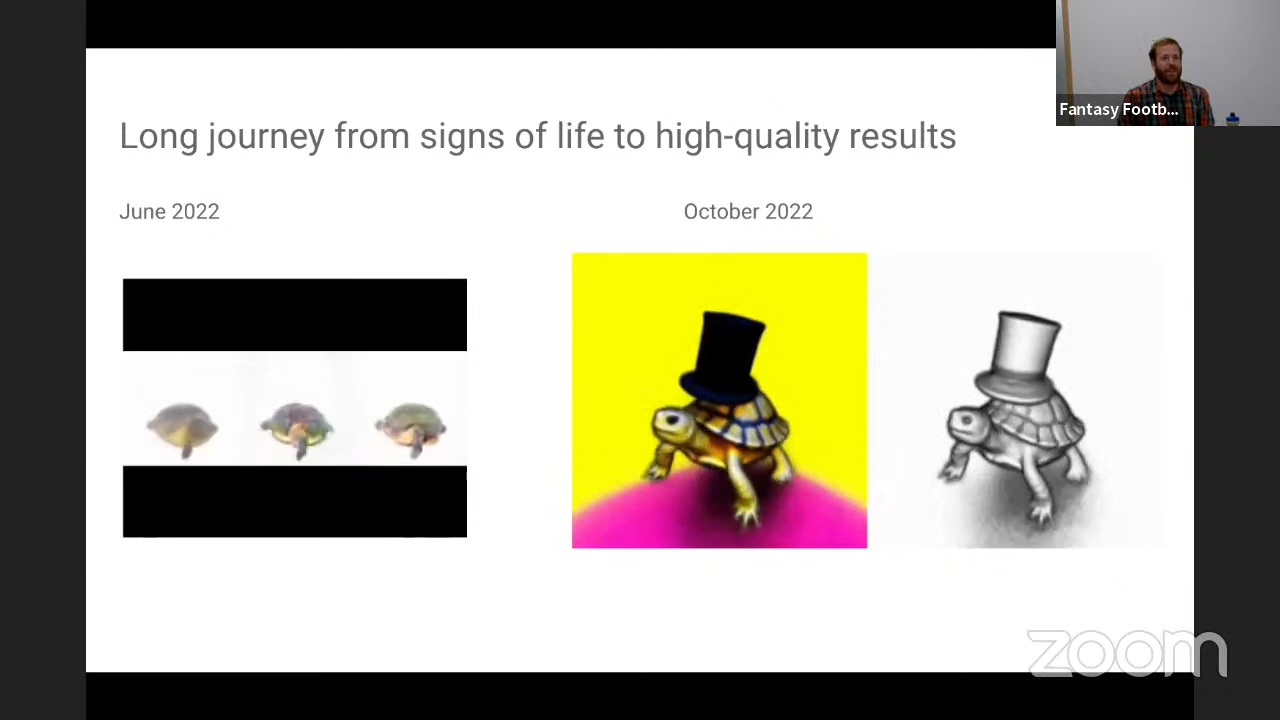 Long journey from signs of life to high-quality results
June 2022
October 2022
Fantasy Footb...
zoom